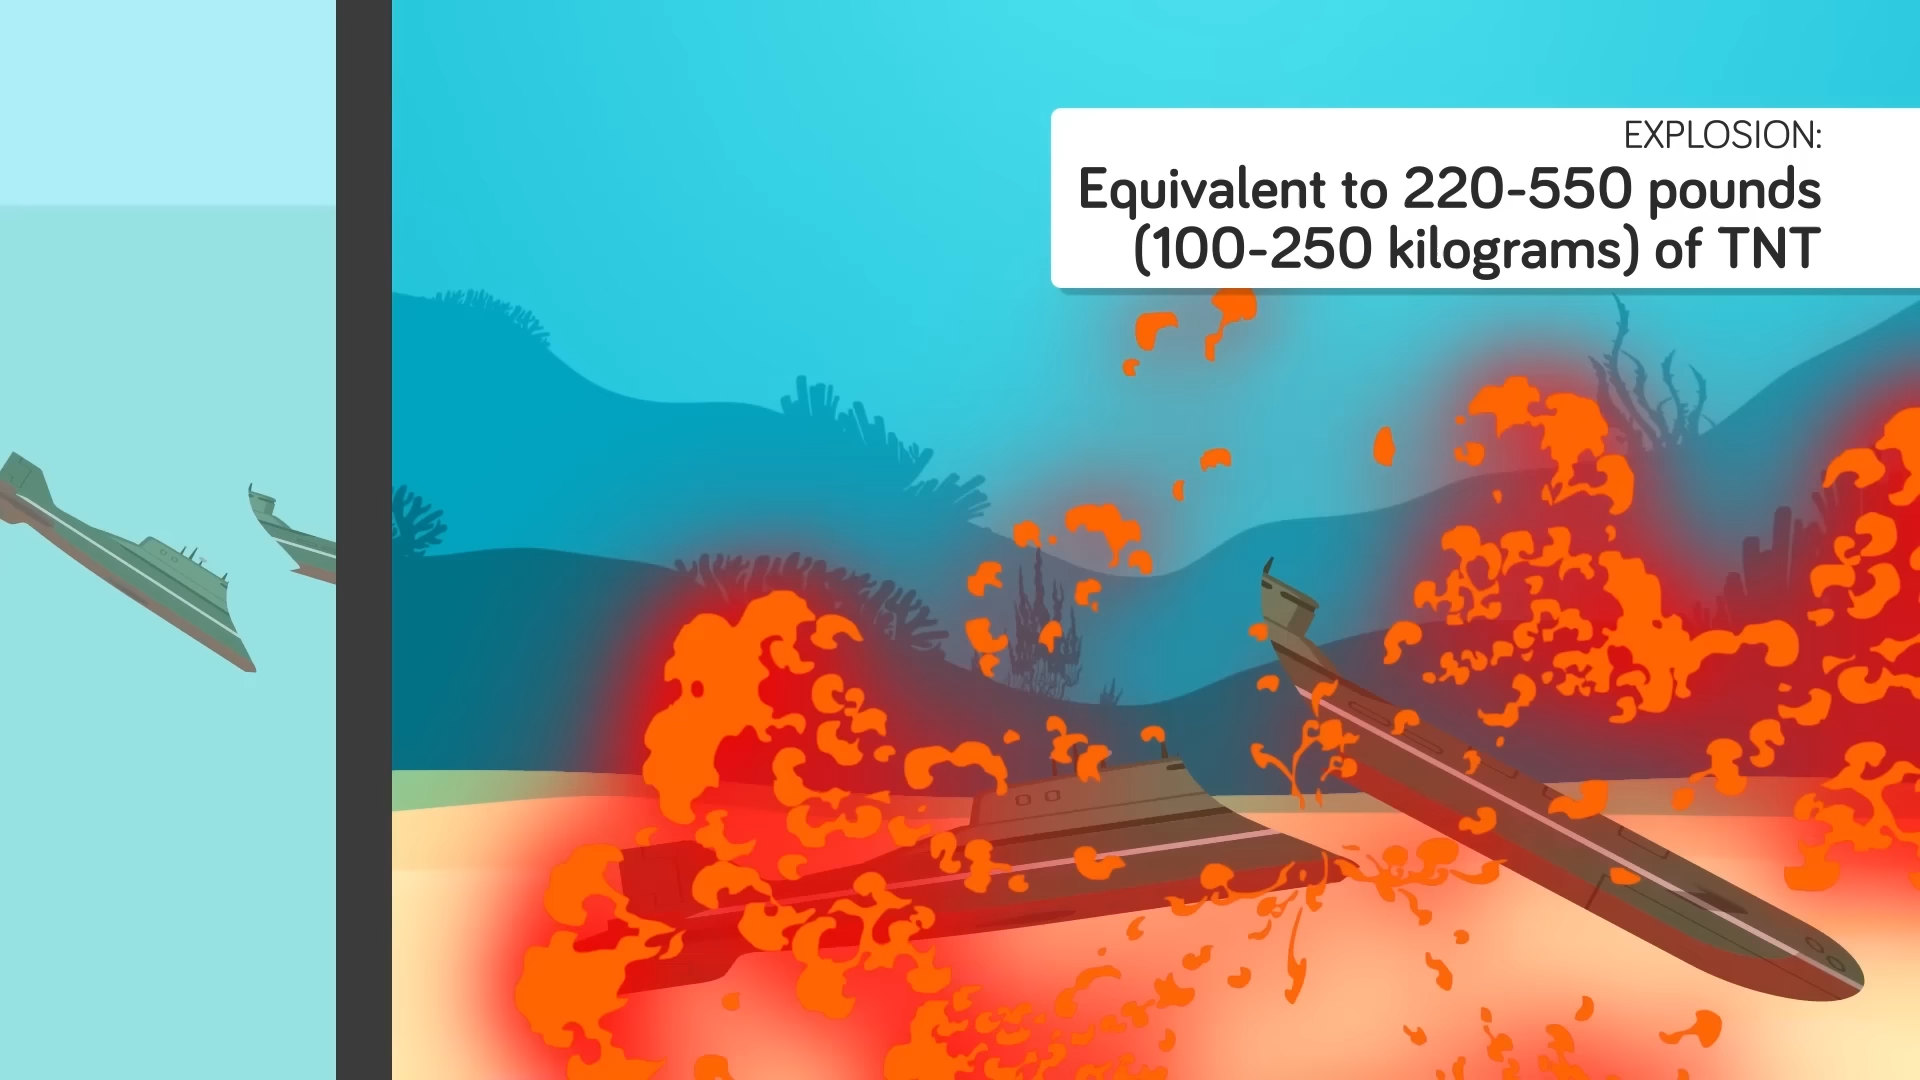 EXPLOSION:
Equivalent to 220-550 pounds
(100-250 kilograms) of TNT